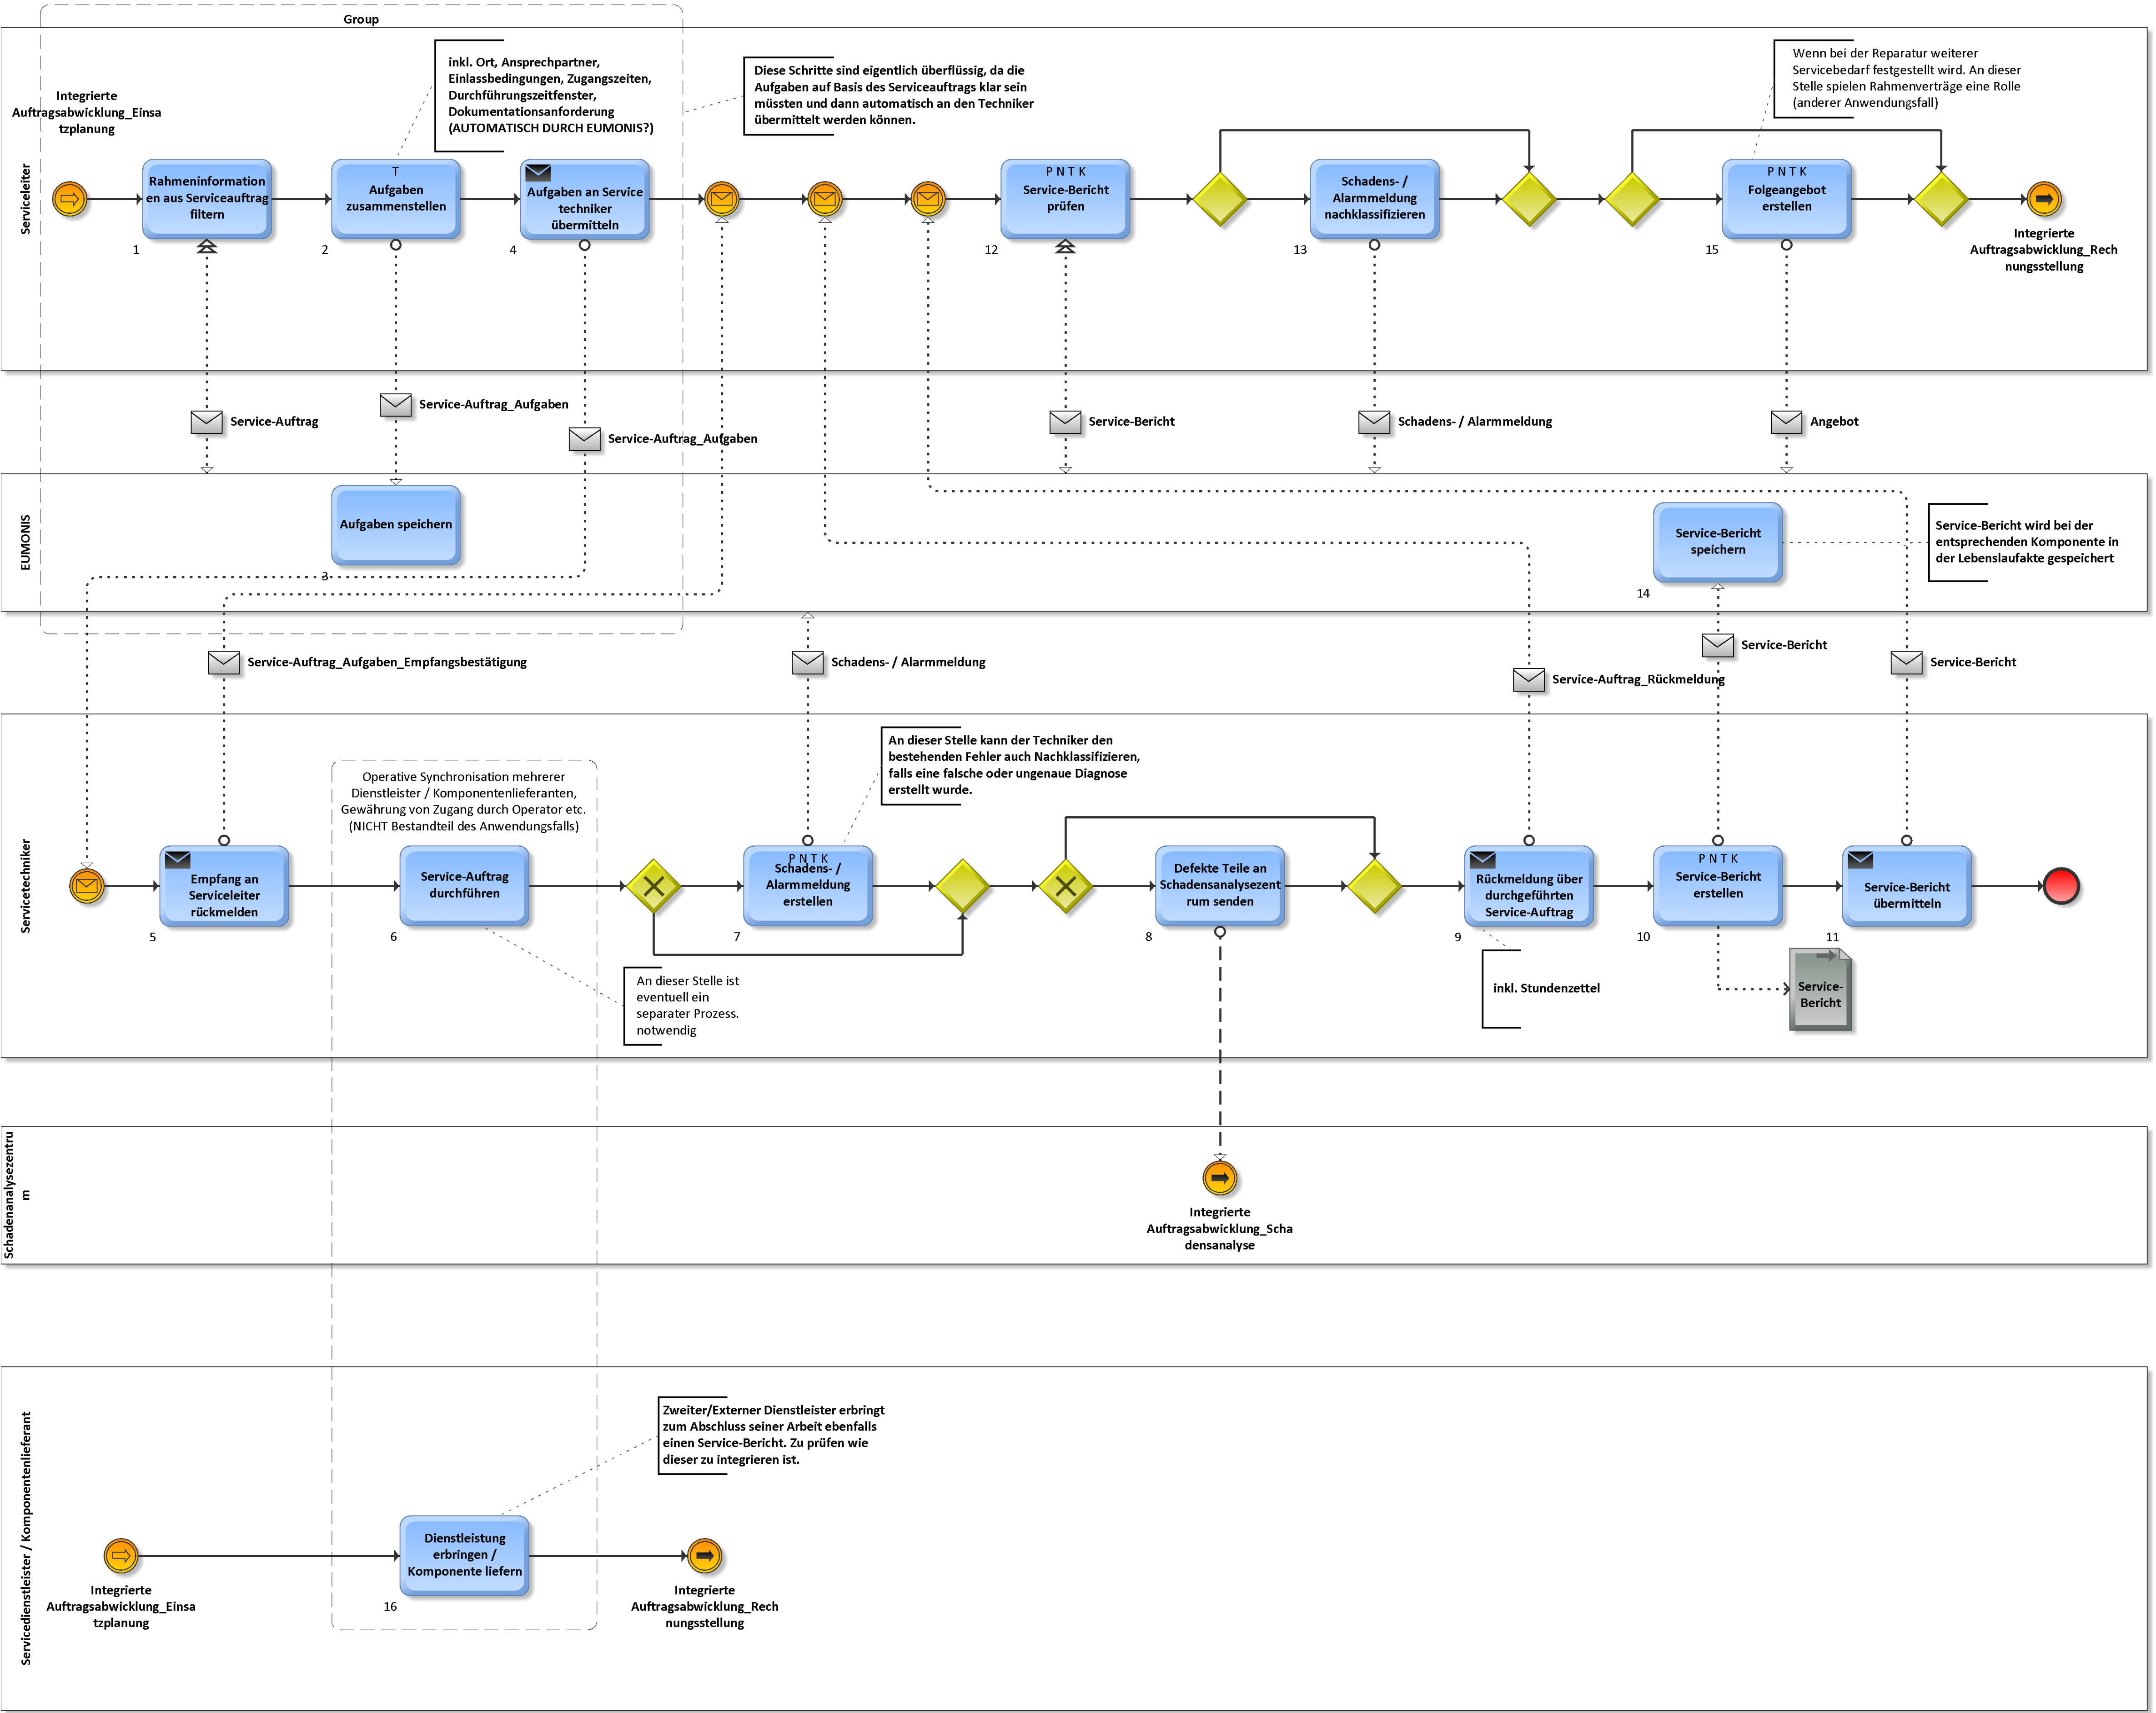 Group
Serviceleiter
Integrierte
Auftragsabwicklung_Einsa
tzplanung
inkl. Ort, Ansprechpartner,
Einlassbedingungen, Zugangszeiten,
Durchführungszeitfenster,
Dokumentationsanforderung
(AUTOMATISCH DURCH EUMONIS?)
Diese Schritte sind eigentlich überflüssig, da die
Aufgaben auf Basis des Serviceauftrags klar sein
müssten und dann automatisch an den Techniker
übermittelt werden können.
Wenn bei der Reparatur weiterer
Servicebedarf festgestellt wird. An dieser
Stelle spielen Rahmenverträge eine Rolle
(anderer Anwendungsfall)
Rahmeninformation
en aus Serviceauftrag
filtern
1
T
Aufgaben
zusammenstellen
2
Aufgaben an Service
techniker
übermitteln
4
P N T K
Service-Bericht
prüfen
12
Schadens- /
Alarmmeldung
nachklassifizieren
13
P N T K
Folgeangebot
erstellen
15
Integrierte
Auftragsabwicklung_Rech
nungsstellung
Service-Auftrag
Service-Auftrag_Aufgaben
Service-Auftrag_Aufgaben
Service-Bericht
Schadens- / Alarmmeldung
Angebot
EUMONIS
Aufgaben speichern
3
Service-Bericht
speichern
14
Service-Bericht wird bei der
entsprechenden Komponente in
der Lebenslaufakte gespeichert
Service-Auftrag_Aufgaben_Empfangsbestätigung
Schadens- / Alarmmeldung
Service-Auftrag_Rückmeldung
Service-Bericht
Service-Bericht
Servicetechniker
Operative Synchronisation mehrerer
Dienstleister / Komponentenlieferanten,
Gewährung von Zugang durch Operator etc.
(NICHT Bestandteil des Anwendungsfalls)
An dieser Stelle kann der Techniker den
bestehenden Fehler auch Nachklassifizieren,
falls eine falsche oder ungenaue Diagnose
erstellt wurde.
Empfang an
Serviceleiter
rückmelden
5
Service-Auftrag
durchführen
6
P N T K
Schadens- /
Alarmmeldung
erstellen
7
Defekte Teile an
Schadensanalysezent
rum senden
8
Rückmeldung über
durchgeführten
Service-Auftrag
9
P N T K
Service-Bericht
erstellen
10
Service-Bericht
übermitteln
11
An dieser Stelle ist
eventuell ein
separater Prozess.
notwendig
inkl. Stundenzettel
Service-
Bericht
Schadenanalysezentru
m
Integrierte
Auftragsabwicklung_Scha
densanalyse
Servicedienstleister / Komponentenlieferant
Zweiter/Externer Dienstleister erbringt
zum Abschluss seiner Arbeit ebenfalls
einen Service-Bericht. Zu prüfen wie
dieser zu integrieren ist.
Dienstleistung
erbringen /
Komponente liefern
16
Integrierte
Auftragsabwicklung_Einsa
tzplanung
Integrierte
Auftragsabwicklung_Rech
nungsstellung